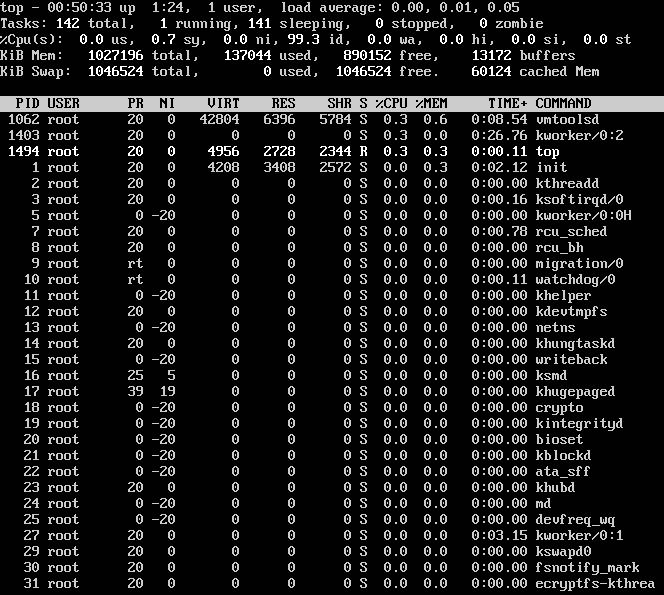 top - 00:50:33 up  1:24,  1 user,  load average: 0.00, 0.01, 0.05
Tasks: 142 total,   1 running, 141 sleeping,   0 stopped,   0 zombie
%Cpu(s):  0.0 us,  0.7 sy,  0.0 ni, 99.3 id,  0.0 wa,  0.0 hi,  0.0 si,  0.0 st
KiB Mem:   1027196 total,   137044 used,   890152 free,    13172 buffers
KiB Swap:  1046524 total,        0 used,  1046524 free.    60124 cached Mem
PID USER PR NI VIRT RES SHR S %CPU %MEM TIME+ COMMAND
1062 root 20 0 42804 6396 5784 S 0.3 0.6 0:08.54 vmtoolsd
1403 root 20 0 0 0 0 S 0.3 0.0 0:26.76 kworker/0:2
1494 root 20 0 4956 2728 2344 R 0.3 0.3 0:00.11 top
1 root 20 0 4208 3408 2572 S 0.0 0.3 0:02.12 init
2 root 20 0 0 0 0 S 0.0 0.0 0:00.00 kthreadd
3 root 20 0 0 0 0 S 0.0 0.0 0:00.16 ksoftirqd/0
5 root 0 -20 0 0 0 S 0.0 0.0 0:00.00 kworker/0:0H
7 root 20 0 0 0 0 S 0.0 0.0 0:00.78 rcu_sched
8 root 20 0 0 0 0 S 0.0 0.0 0:00.00 rcu_bh
9 root rt 0 0 0 0 S 0.0 0.0 0:00.00 migration/0
10 root rt 0 0 0 0 S 0.0 0.0 0:00.11 watchdog/0
11 root 0 -20 0 0 0 S 0.0 0.0 0:00.00 khelper
12 root 20 0 0 0 0 S 0.0 0.0 0:00.00 kdevtmpfs
13 root 0 -20 0 0 0 S 0.0 0.0 0:00.00 netns
14 root 20 0 0 0 0 S 0.0 0.0 0:00.00 khungtaskd
15 root 0 -20 0 0 0 S 0.0 0.0 0:00.00 writeback
16 root 25 5 0 0 0 S 0.0 0.0 0:00.00 ksmd
17 root 39 19 0 0 0 S 0.0 0.0 0:00.00 khugepaged
18 root 0 -20 0 0 0 S 0.0 0.0 0:00.00 crypto
19 root 0 -20 0 0 0 S 0.0 0.0 0:00.00 kintegrityd
20 root 0 -20 0 0 0 S 0.0 0.0 0:00.00 bioset
21 root 0 -20 0 0 0 S 0.0 0.0 0:00.00 kblockd
22 root 0 -20 0 0 0 S 0.0 0.0 0:00.00 ata_sff
23 root 20 0 0 0 0 S 0.0 0.0 0:00.00 khubd
24 root 0 -20 0 0 0 S 0.0 0.0 0:00.00 md
25 root 0 -20 0 0 0 S 0.0 0.0 0:00.00 devfreq_wq
27 root 20 0 0 0 0 S 0.0 0.0 0:03.15 kworker/0:1
29 root 20 0 0 0 0 S 0.0 0.0 0:00.00 kswapd0
30 root 20 0 0 0 0 S 0.0 0.0 0:00.00 fsnotify_mark
31 root 20 0 0 0 0 S 0.0 0.0 0:00.00 ecryptfs-kthrea